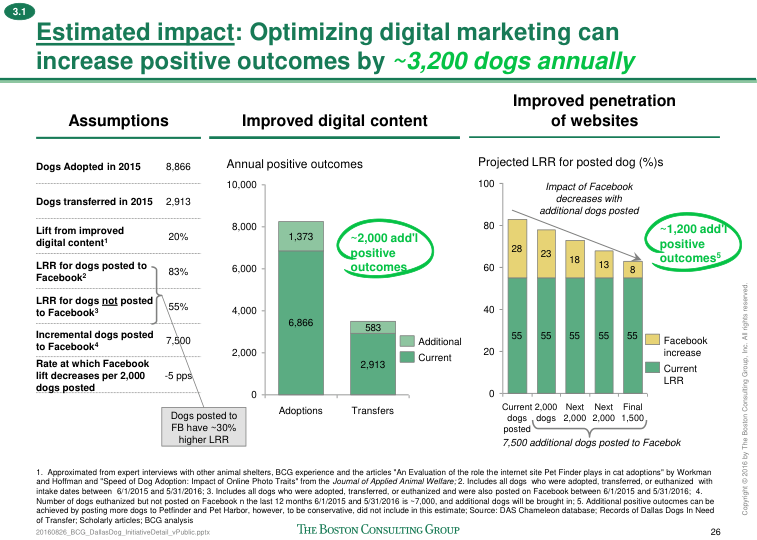 3.1
Estimated impact: Optimizing digital marketing can
increase positive outcomes by ~3,200 dogs annually
Assumptions
Dogs Adopted in 2015 8,866
Dogs transferred in 2015 2,913
Lift from improved
digital content1 20%
LRR for dogs posted to
Facebook2 83%
LRR for dogs not posted
to Facebook3 55%
Incremental dogs posted
to Facebook4 7,500
Rate at which Facebook
lift decreases per 2,000
dogs posted -5 pps
Dogs posted to
FB have ~30%
higher LRR
Improved digital content
Annual positive outcomes
10,000
8,000
6,000
4,000
2,000
0
1,373
6,866
583
2,913
Adoptions Transfers
~2,000 add'l
positive
outcomes
Additional
Current
Improved penetration
of websites
Projected LRR for posted dog (%)s
100
80
60
40
20
0
Impact of Facebook
decreases with
additional dogs posted
28 23 18 13 8
55 55 55 55 55
~1,200 add'l
positive
outcomes5
Facebook
increase
Current
LRR
Current
dogs
posted
2,000
dogs
Next
2,000
Next
2,000
Final
1,500
7,500 additional dogs posted to Facebok
1. Approximated from expert interviews with other animal shelters, BCG experience and the articles "An Evaluation of the role the internet site Pet Finder plays in cat adoptions" by Workman
and Hoffman and "Speed of Dog Adoption: Impact of Online Photo Traits" from the Journal of Applied Animal Welfare; 2. Includes all dogs who were adopted, transferred, or euthanized with
intake dates between 6/1/2015 and 5/31/2016; 3. Includes all dogs who were adopted, transferred, or euthanized and were also posted on Facebook between 6/1/2015 and 5/31/2016; 4.
Number of dogs euthanized but not posted on Facebook n the last 12 months 6/1/2015 and 5/31/2016 is ~7,000, and additional dogs will be brought in; 5. Additional positive outcomes can be
achieved by posting more dogs to Petfinder and Pet Harbor, however, to be conservative, did not include in this estimate; Source: DAS Chameleon database; Records of Dallas Dogs In Need
of Transfer; Scholarly articles; BCG analysis
20160826_BCG_DallasDog_InitiativeDetail_vPublic.pptx
THE BOSTON CONSULTING GROUP
26
Copyright © 2016 by The Boston Consulting Group, Inc. All rights reserved.